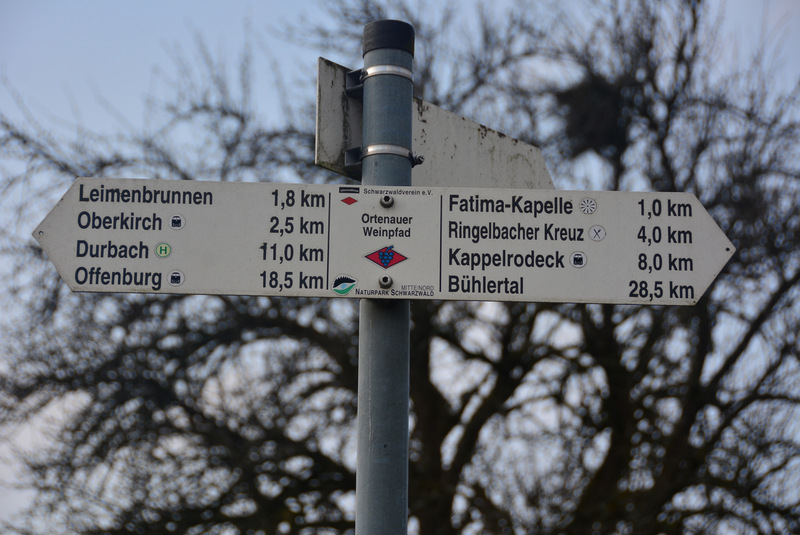 Leimenbrunnen 1,8 km
Oberkirch 2,5 km
Durbach H 11,0 km
Offenburg 18,5 km
Schwarzwaldverein e.V.
Ortenauer
Weinpfad
MITTE/NORD
NATURPARK SCHWARZWALD
Fatima-Kapelle 1,0 km
Ringelbacher Kreuz 4,0 km
Kappelrodeck 8,0 km
Bühlertal 28,5 km